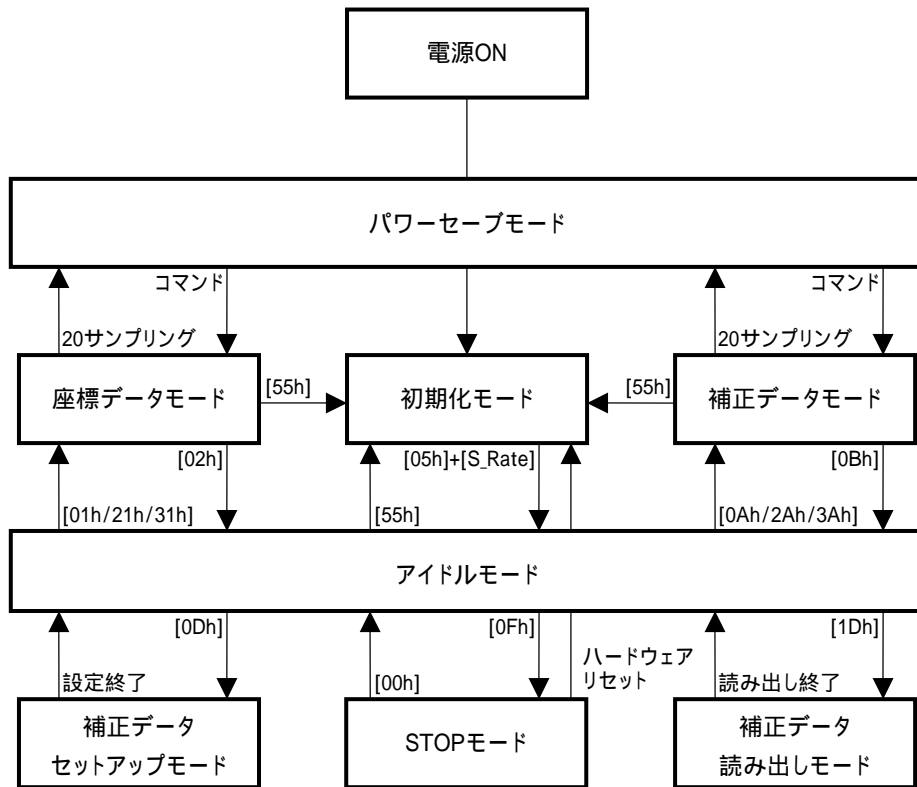 電源ON
パワーセーブモード
コマンド
コマンド
20サンプリング
20サンプリング
座標データモード
[55h]
初期化モード
[55h]
補正データモード
[02h]
[05h]+[S_Rate]
[0Bh]
[01h/21h/31h]
[55h]
[0Ah/2Ah/3Ah]
アイドルモード
[0Dh]
[0Fh]
[1Dh]
設定終了
[00h]
ハードウェア
リセット
読み出し終了
補正データ
セットアップモード
STOPモード
補正データ
読み出しモード